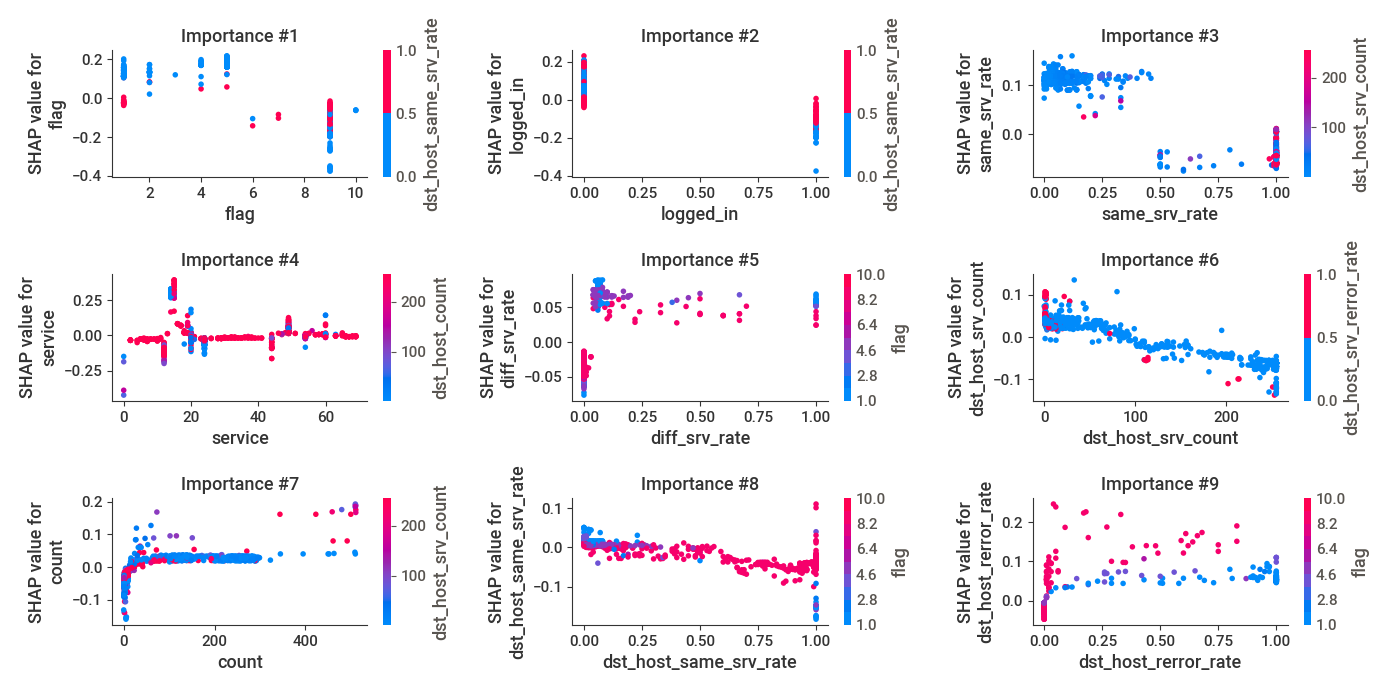 Importance #1
SHAP value for
flag
0.2
0.0
−0.2
−0.4
2
4
6
8
10
flag
1.0
0.5
0.0
dst_host_same_srv_rate
Importance #2
SHAP value for
logged_in
0.2
0.0
−0.2
−0.4
0.00
0.25
0.50
0.75
1.00
logged_in
1.0
0.5
0.0
dst_host_same_srv_rate
Importance #3
SHAP value for
same_srv_rate
0.1
0.0
0.00
0.25
0.50
0.75
1.00
same_srv_rate
200
100
dst_host_srv_count
Importance #4
SHAP value for
service
0.25
0.00
−0.25
0
20
40
60
service
200
100
dst_host_count
Importance #5
SHAP value for
diff_srv_rate
0.05
0.00
−0.05
0.00
0.25
0.50
0.75
1.00
diff_srv_rate
10.0
8.2
6.4
4.6
2.8
1.0
flag
Importance #6
SHAP value for
dst_host_srv_count
0.1
0.0
−0.1
0
100
200
dst_host_srv_count
1.0
0.5
0.0
dst_host_srv_rerror_rate
Importance #7
SHAP value for
count
0.2
0.1
0.0
−0.1
0
200
400
count
200
100
dst_host_srv_count
Importance #8
SHAP value for
dst_host_same_srv_rate
0.1
0.0
−0.1
0.00
0.25
0.50
0.75
1.00
dst_host_same_srv_rate
10.0
8.2
6.4
4.6
2.8
1.0
flag
Importance #9
SHAP value for
dst_host_rerror_rate
0.2
0.1
0.0
0.00
0.25
0.50
0.75
1.00
dst_host_rerror_rate
10.0
8.2
6.4
4.6
2.8
1.0
flag